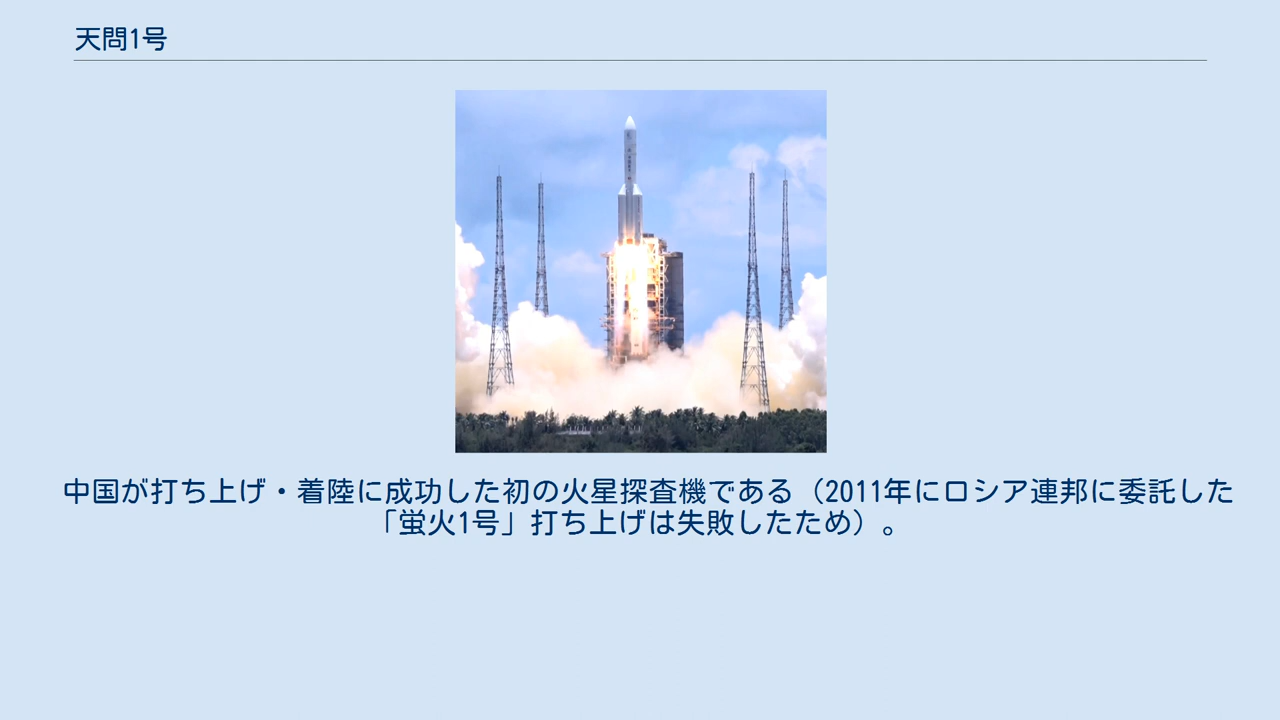 天問1号
中国が打ち上げ・着陸に成功した初の火星探査機である（2011年にロシア連邦に委託した
「蛍火1号」打ち上げは失敗したため）。